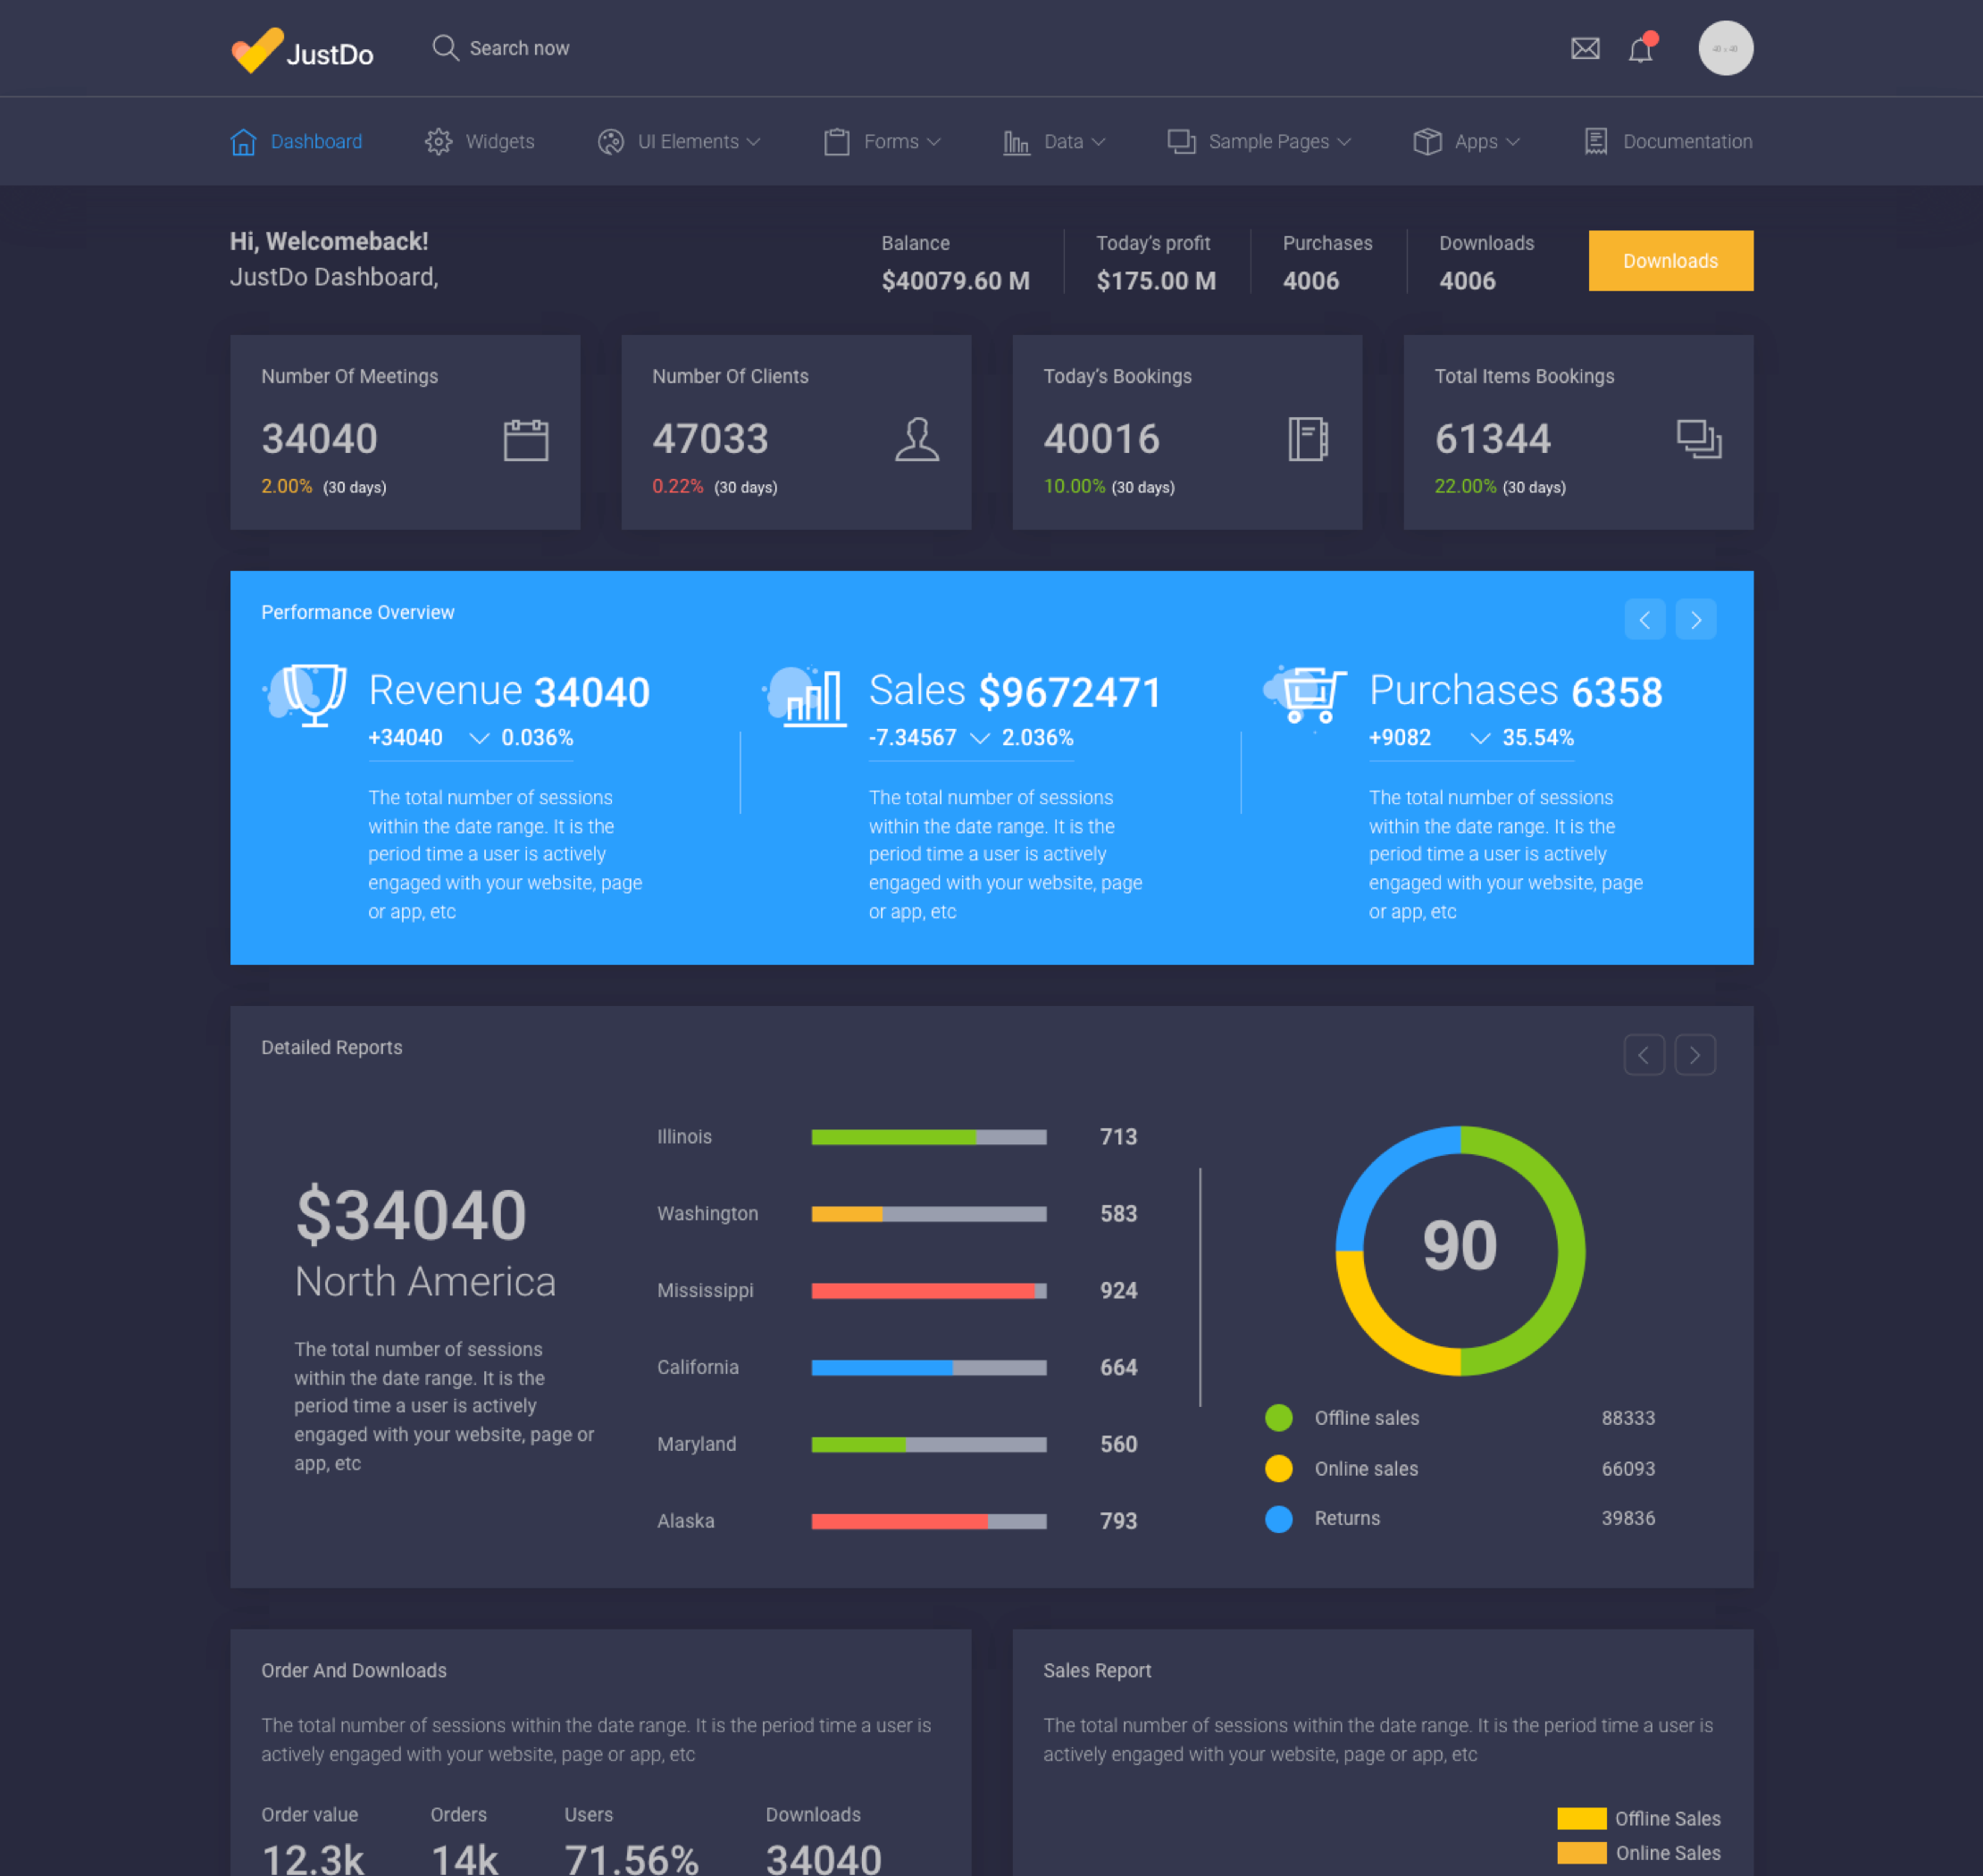 JustDo
Search now
40 x 40
Dashboard
Widgets
UI Elements
Forms
Data
Sample Pages
Apps
Documentation
Hi, Welcomeback!
JustDo Dashboard,
Balance
$40079.60 M
Today's profit
$175.00 M
Purchases
4006
Downloads
4006
Downloads
Number Of Meetings
34040
2.00% (30 days)
Number Of Clients
47033
0.22% (30 days)
Today's Bookings
40016
10.00% (30 days)
Total Items Bookings
61344
22.00% (30 days)
Performance Overview
Revenue 34040
+34040 0.036%
The total number of sessions
within the date range. It is the
period time a user is actively
engaged with your website, page
or app, etc
Sales $9672471
-7.34567 2.036%
The total number of sessions
within the date range. It is the
period time a user is actively
engaged with your website, page
or app, etc
Purchases 6358
+9082 35.54%
The total number of sessions
within the date range. It is the
period time a user is actively
engaged with your website, page
or app, etc
Detailed Reports
$34040
North America
The total number of sessions
within the date range. It is the
period time a user is actively
engaged with your website, page or
app, etc
Illinois 713
Washington 583
Mississippi 924
California 664
Maryland 560
Alaska 793
90
Offline sales 88333
Online sales 66093
Returns 39836
Order And Downloads
The total number of sessions within the date range. It is the period time a user is
actively engaged with your website, page or app, etc
Order value
12.3k
Orders
14k
Users
71.56%
Downloads
34040
Sales Report
The total number of sessions within the date range. It is the period time a user is
actively engaged with your website, page or app, etc
Offline Sales
Online Sales